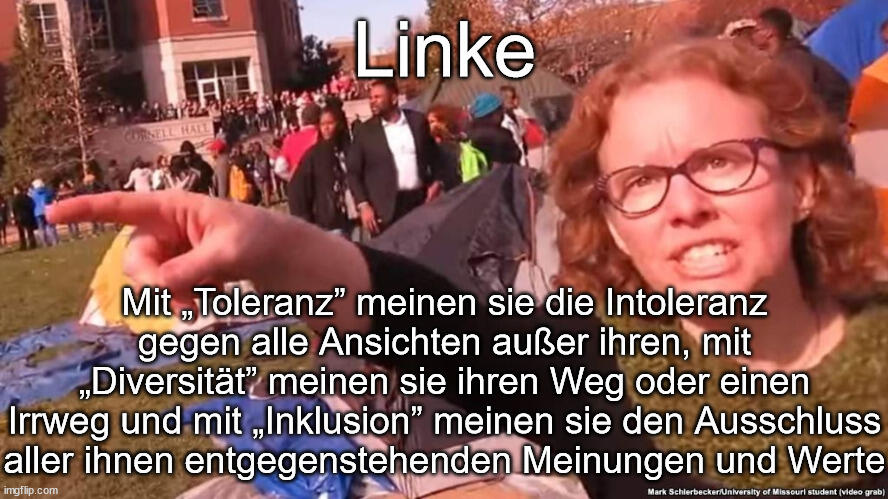 Linke
CORNELL HALL
Mit „Toleranz” meinen sie die Intoleranz
gegen alle Ansichten außer ihren, mit
„Diversität” meinen sie ihren Weg oder einen
Irrweg und mit „Inklusion” meinen sie den Ausschluss
aller ihnen entgegenstehenden Meinungen und Werte
imgflip.com
Mark Schierbecker/University of Missouri student (video grab)